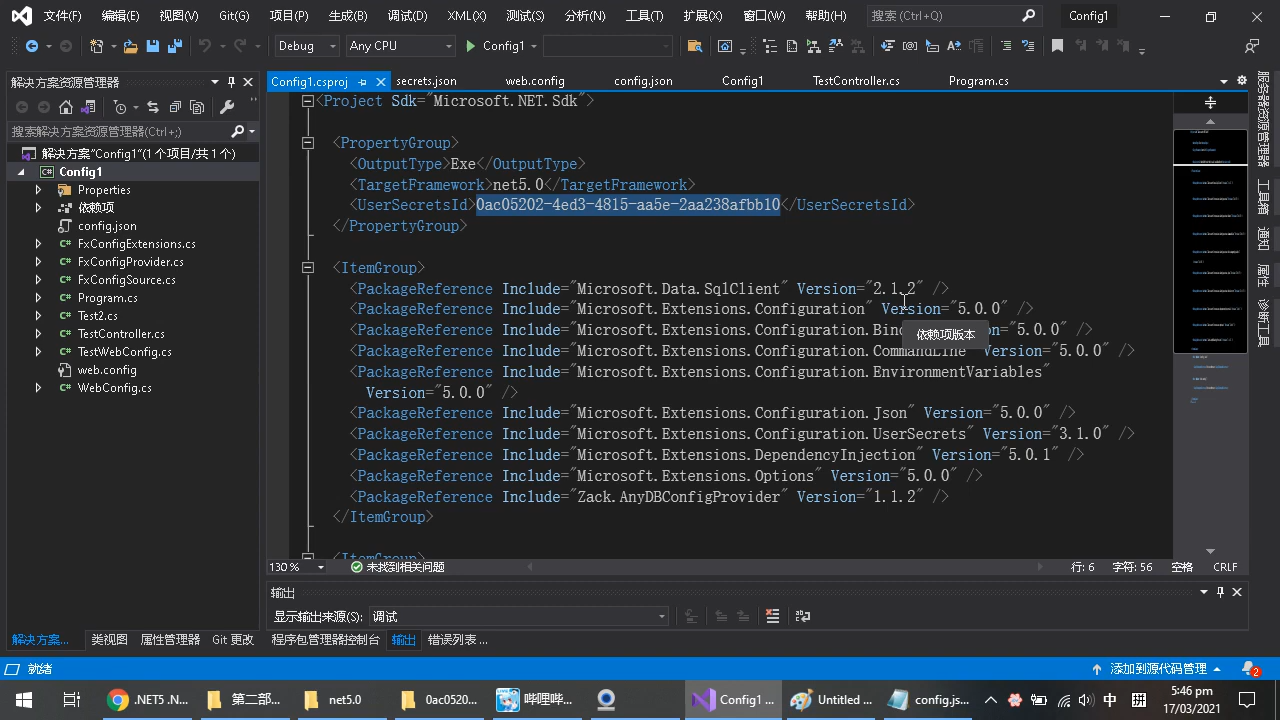 文件(F) 编辑(E) 视图(V) Git(G) 项目(P) 生成(B) 调试(D) XML(X) 测试(S) 分析(N) 工具(T) 扩展(X) 窗口(W) 帮助(H) 搜索 (Ctrl+Q) Config1
Debug Any CPU Config1
解决方案资源管理器
搜索解决方案资源管理器(Ctrl+;)
解决方案"Config1"(1 个项目/共 1 个)
Config1
Properties
依赖项
config.json
FxConfigExtensions.cs
FxConfigProvider.cs
FxConfigSource.cs
Program.cs
Test2.cs
TestController.cs
TestWebConfig.cs
web.config
WebConfig.cs
解决方案... 类视图 属性管理器 Git 更改
Config1.csproj secrets.json web.config config.json Config1 TestController.cs Program.cs
<Project Sdk="Microsoft.NET.Sdk">
<PropertyGroup>
<OutputType>Exe</OutputType>
<TargetFramework>net5.0</TargetFramework>
<UserSecretsId>0ac05202-4ed3-4815-aa5e-2aa238afbb10</UserSecretsId>
</PropertyGroup>
<ItemGroup>
<PackageReference Include="Microsoft.Data.SqlClient" Version="2.1.2" />
<PackageReference Include="Microsoft.Extensions.Configuration" Version="5.0.0" />
<PackageReference Include="Microsoft.Extensions.Configuration.Bin ="5.0.0" />
依赖项版本
<PackageReference Include="Microsoft.Extensions.Configuration.Comm Version="5.0.0" />
<PackageReference Include="Microsoft.Extensions.Configuration.EnvironmentVariables"
Version="5.0.0"
<PackageReference Include="Microsoft.Extensions.Configuration.Json" Version="5.0.0" />
<PackageReference Include="Microsoft.Extensions.Configuration.UserSecrets" Version="3.1.0" />
<PackageReference Include="Microsoft.Extensions.DependencyInjection" Version="5.0.1" />
<PackageReference Include="Microsoft.Extensions.Options" Version="5.0.0" />
<PackageReference Include="Zack.AnyDBConfigProvider" Version="1.1.2" />
</ItemGroup>
<ItemGroup>
130 % 未找到相关问题 行: 6 字符: 56 空格 CRLF
输出
显示输出来源(S): 调试
程序包管理器控制台 输出 错误列表 ...
服务器资源管理器
工具箱
通知
属性
诊断工具
就绪 添加到源代码管理 2
.NET5 .N... 第二部... net5.0 0ac0520... 哔哩哔... Config1 ... Untitled ... config.js...
中
5:46 pm
17/03/2021